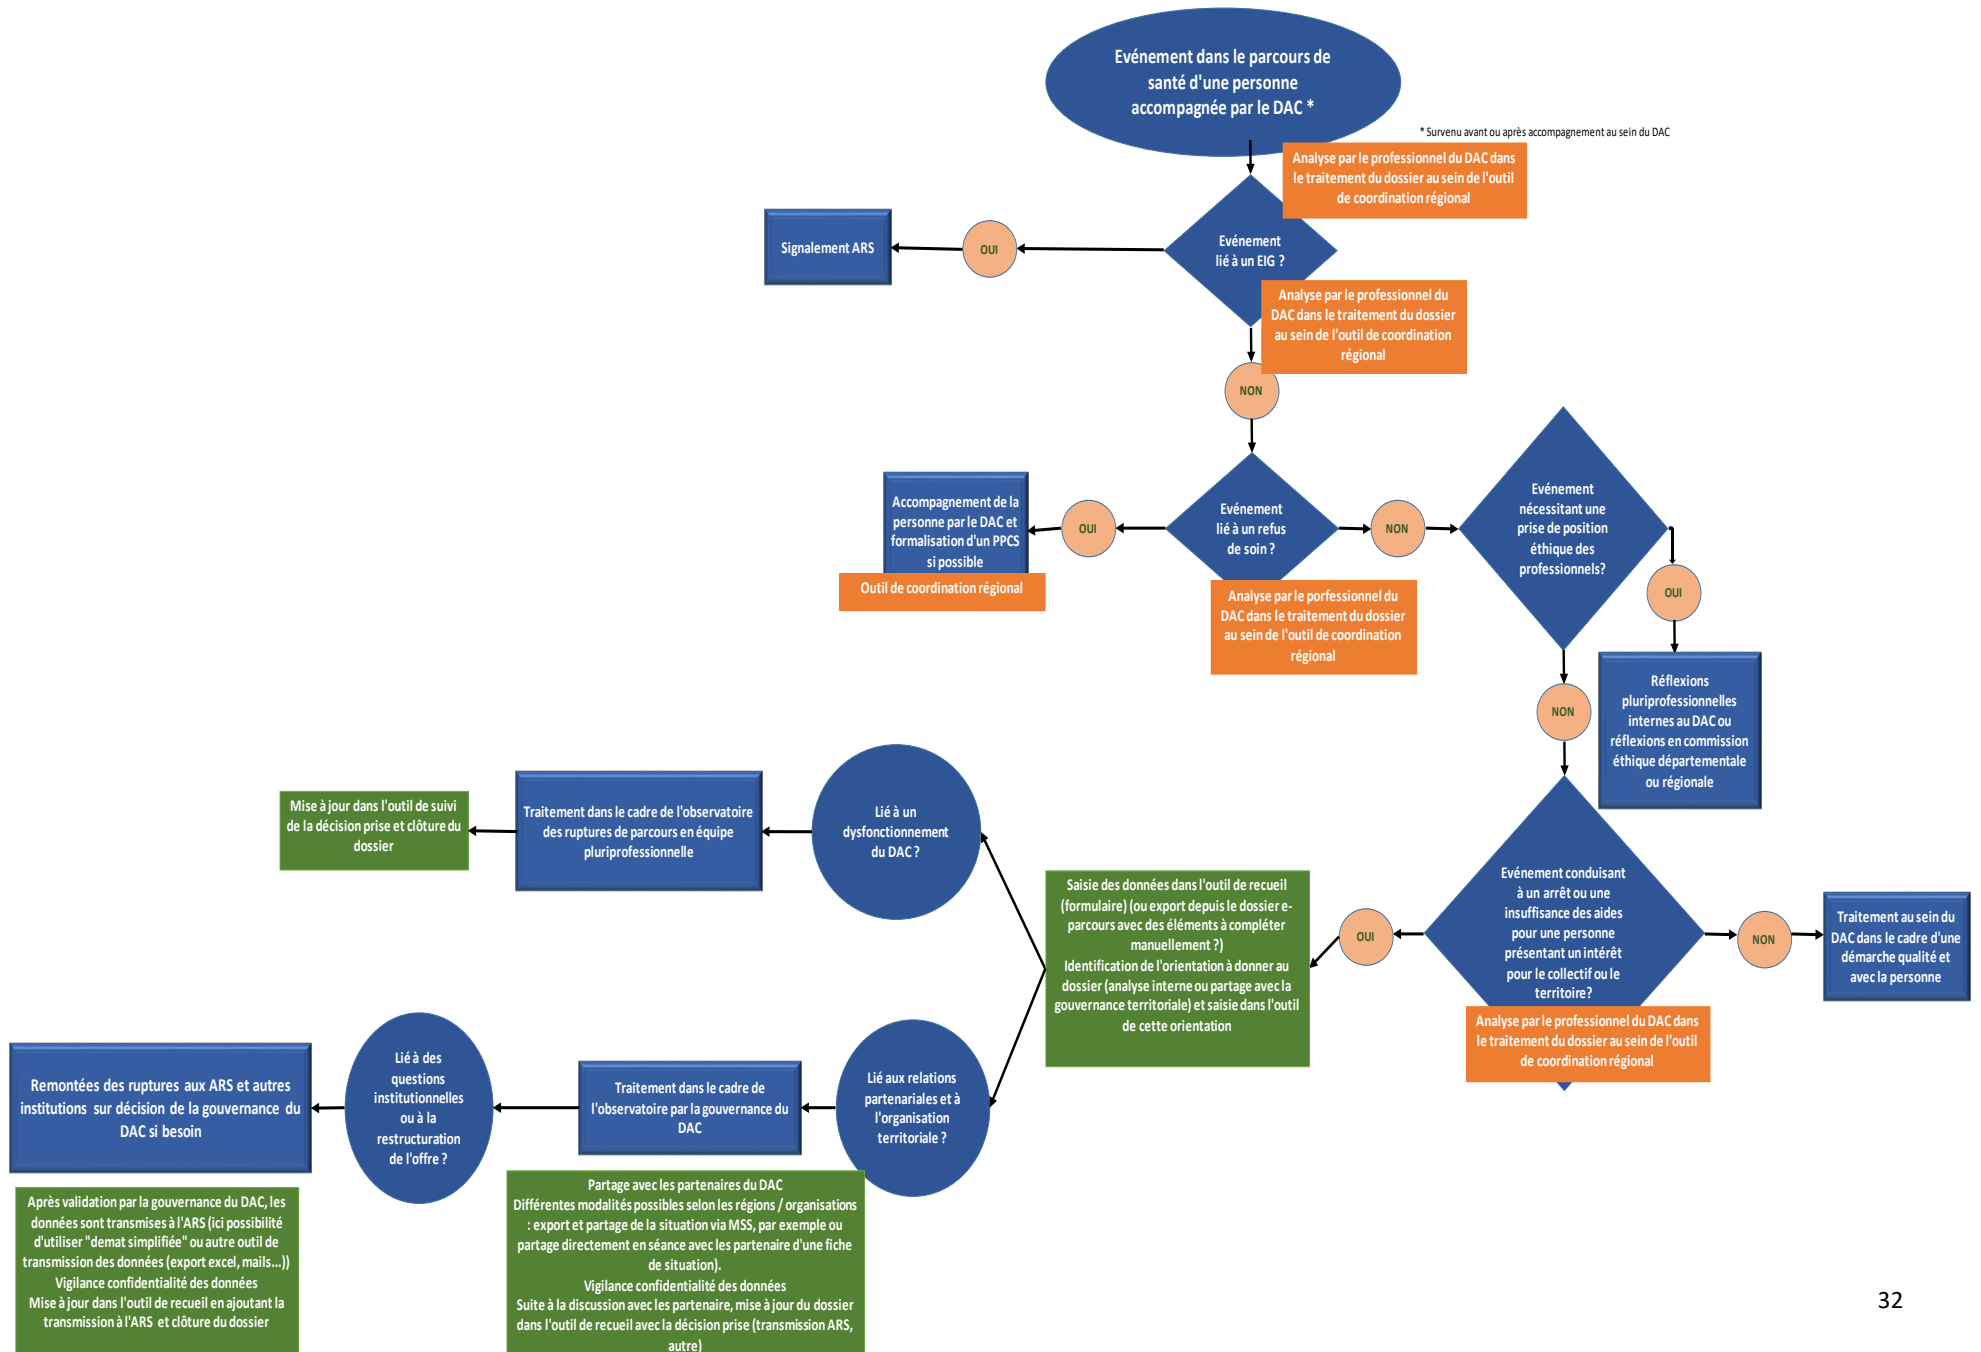 Evénement dans le parcours de
santé d'une personne
accompagnée par le DAC *
* Survenu avant ou après accompagnement au sein du DAC
Analyse par le professionnel du DAC dans
le traitement du dossier au sein de l'outil
de coordination régional
Evénement
lié à un EIG ?
OUI
Signalement ARS
Analyse par le professionnel du
DAC dans le traitement du dossier
au sein de l'outil de coordination
régional
NON
Evénement
lié à un refus
de soin ?
OUI
Accompagnement de la
personne par le DAC et
formalisation d'un PPCS
si possible
Outil de coordination régional
Analyse par le porfessionnel du
DAC dans le traitement du dossier
au sein de l'outil de coordination
régional
NON
Evénement
nécessitant une
prise de position
éthique des
professionnels?
OUI
Réflexions
pluriprofessionnelles
internes au DAC ou
réflexions en commission
éthique départementale
ou régionale
NON
Evénement conduisant
à un arrêt ou une
insuffisance des aides
pour une personne
présentant un intérêt
pour le collectif ou le
territoire?
Analyse par le professionnel du DAC dans
le traitement du dossier au sein de l'outil
de coordination régional
NON
Traitement au sein du
DAC dans le cadre d'une
démarche qualité et
avec la personne
OUI
Saisie des données dans l'outil de recueil
(formulaire) (ou export depuis le dossier e-
parcours avec des éléments à compléter
manuellement ?)
Identification de l'orientation à donner au
dossier (analyse interne ou partage avec la
gouvernance territoriale) et saisie dans l'outil
de cette orientation
Lié à un
dysfonctionnement
du DAC ?
Traitement dans le cadre de l'observatoire
des ruptures de parcours en équipe
pluriprofessionnelle
Mise à jour dans l'outil de suivi
de la décision prise et clôture du
dossier
Lié aux relations
partenariales et à
l'organisation
territoriale ?
Traitement dans le cadre de
l'observatoire par la gouvernance du
DAC
Partage avec les partenaires du DAC
Différentes modalités possibles selon les régions / organisations
: export et partage de la situation via MSS, par exemple ou
partage directement en séance avec les partenaire d'une fiche
de situation).
Vigilance confidentialité des données
Suite à la discussion avec les partenaire, mise à jour du dossier
dans l'outil de recueil avec la décision prise (transmission ARS,
autre)
Lié à des
questions
institutionnelles
ou à la
restructuration
de l'offre ?
Remontées des ruptures aux ARS et autres
institutions sur décision de la gouvernance du
DAC si besoin
Après validation par la gouvernance du DAC, les
données sont transmises à l'ARS (ici possibilité
d'utiliser "demat simplifiée" ou autre outil de
transmission des données (export excel, mails...))
Vigilance confidentialité des données
Mise à jour dans l'outil de recueil en ajoutant la
transmission à l'ARS et clôture du dossier
32